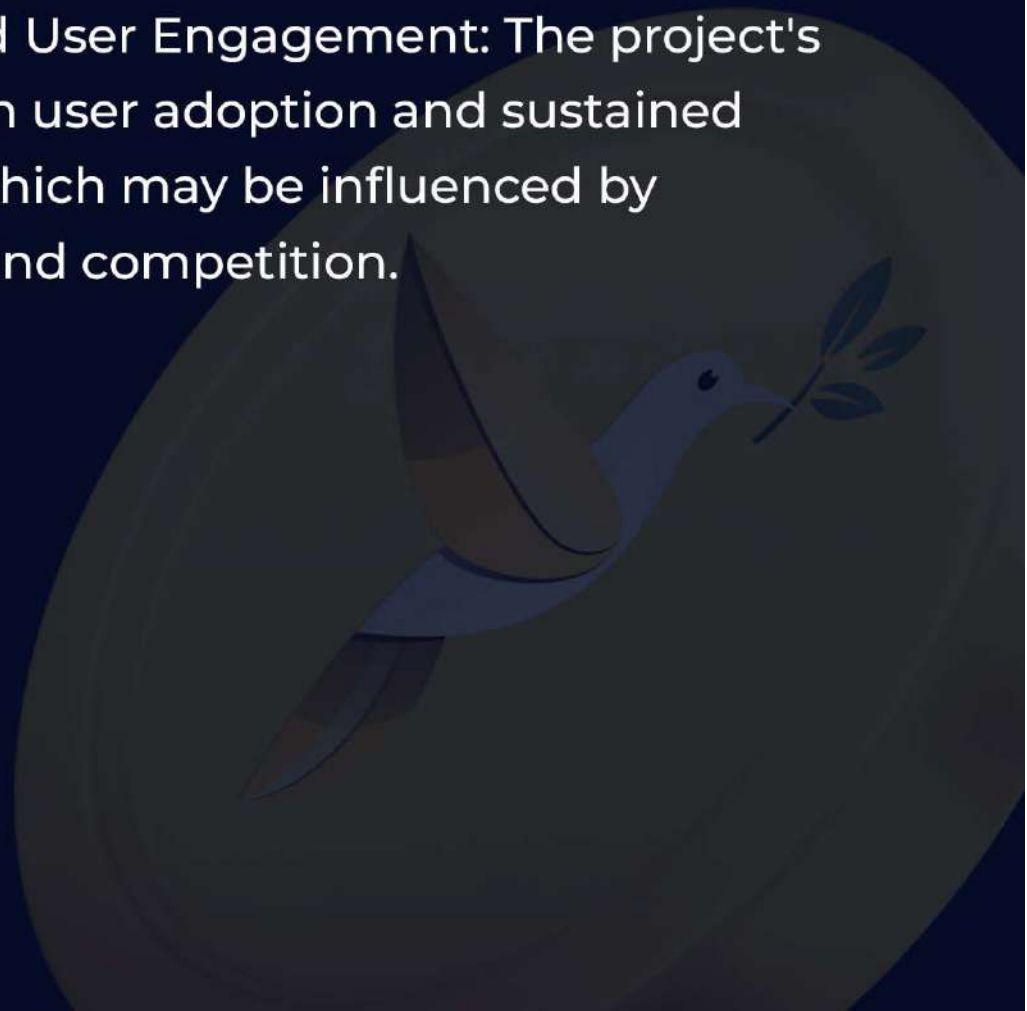 User Engagement: The project's
user adoption and sustained
hich may be influenced by
nd competition.